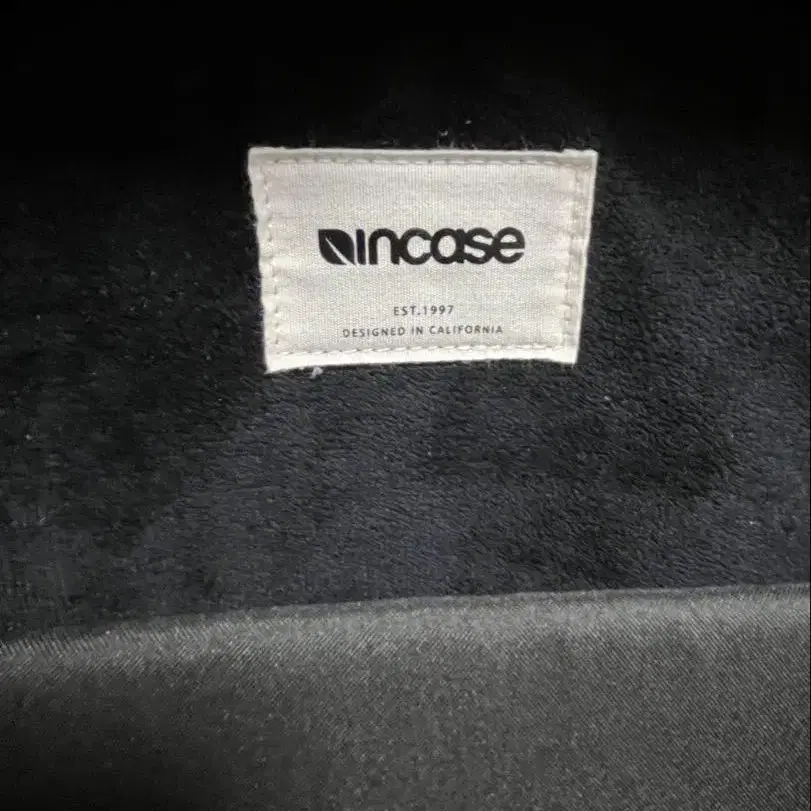 incase
EST.1997
DESIGNED IN CALIFORNIA